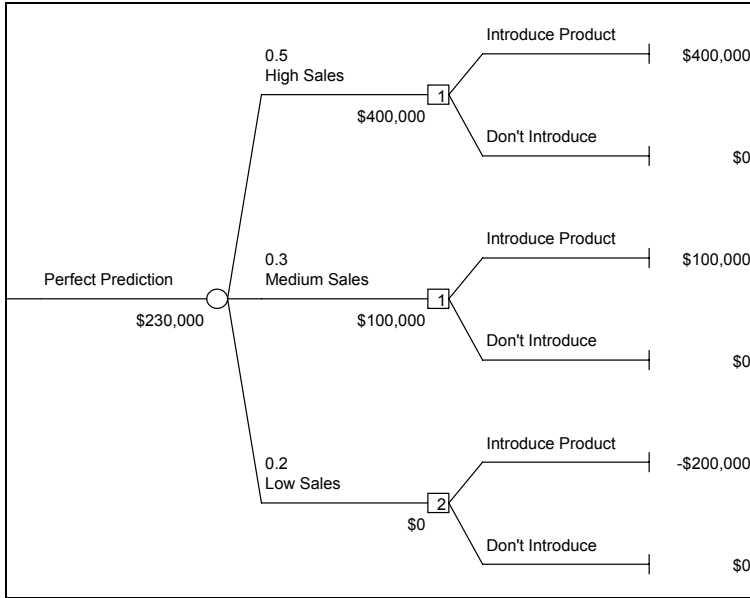 Introduce Product
$400,000
0.5
High Sales
1
$400,000
Don't Introduce
$0
Introduce Product
$100,000
0.3
Medium Sales
Perfect Prediction
1
$230,000
$100,000
Don't Introduce
$0
Introduce Product
-$200,000
0.2
Low Sales
2
$0
Don't Introduce
$0